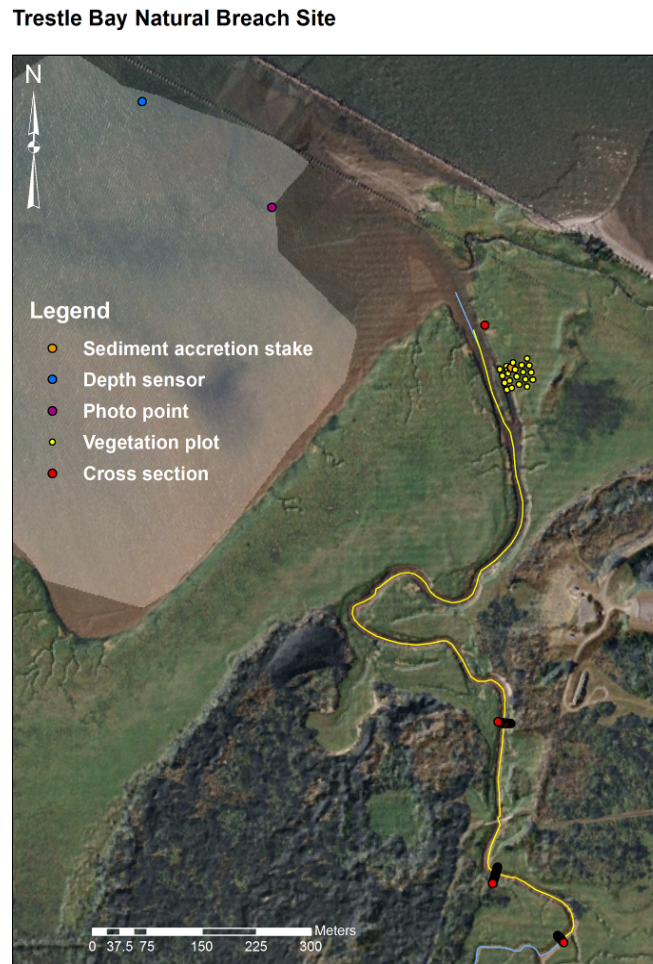 Trestle Bay Natural Breach Site
N
Legend
Sediment accretion stake
Depth sensor
Photo point
Vegetation plot
Cross section
Meters
0 37.5 75 150 225 300